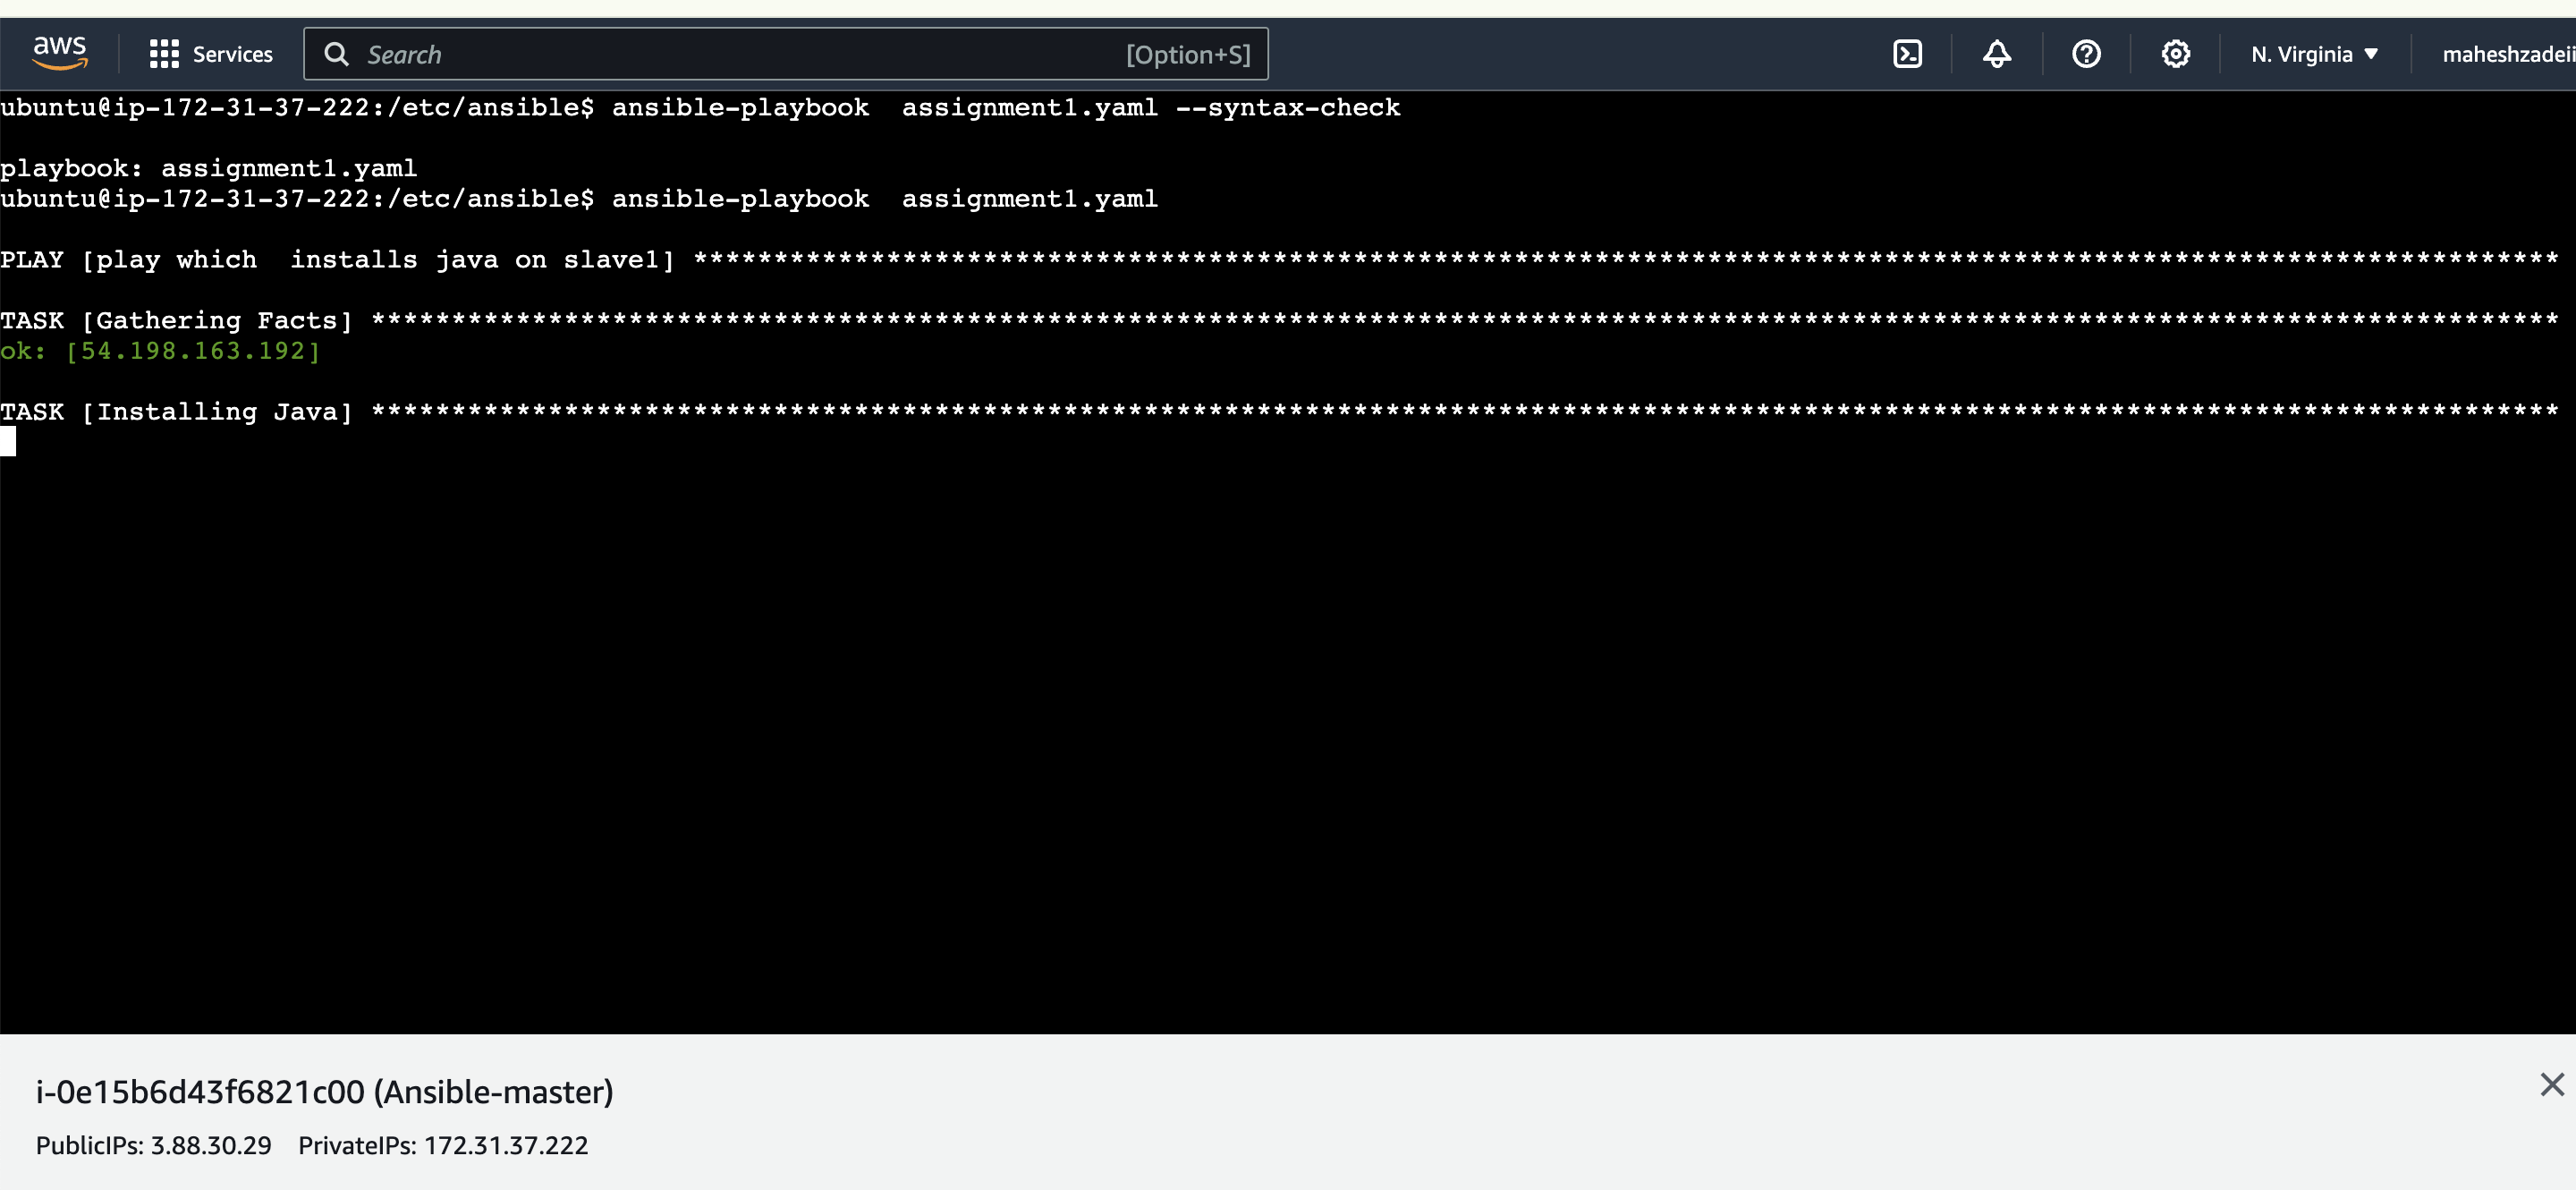 aws Services Search [Option+S] N. Virginia maheshzadeii
ubuntu@ip-172-31-37-222:/etc/ansible$ ansible-playbook  assignment1.yaml --syntax-check
playbook: assignment1.yaml
ubuntu@ip-172-31-37-222:/etc/ansible$ ansible-playbook  assignment1.yaml
PLAY [play which  installs java on slave1] ********************************************************************************************************************
TASK [Gathering Facts] ****************************************************************************************************************************************
ok: [54.198.163.192]
TASK [Installing Java] ****************************************************************************************************************************************
i-0e15b6d43f6821c00 (Ansible-master)
PublicIPs: 3.88.30.29 PrivateIPs: 172.31.37.222